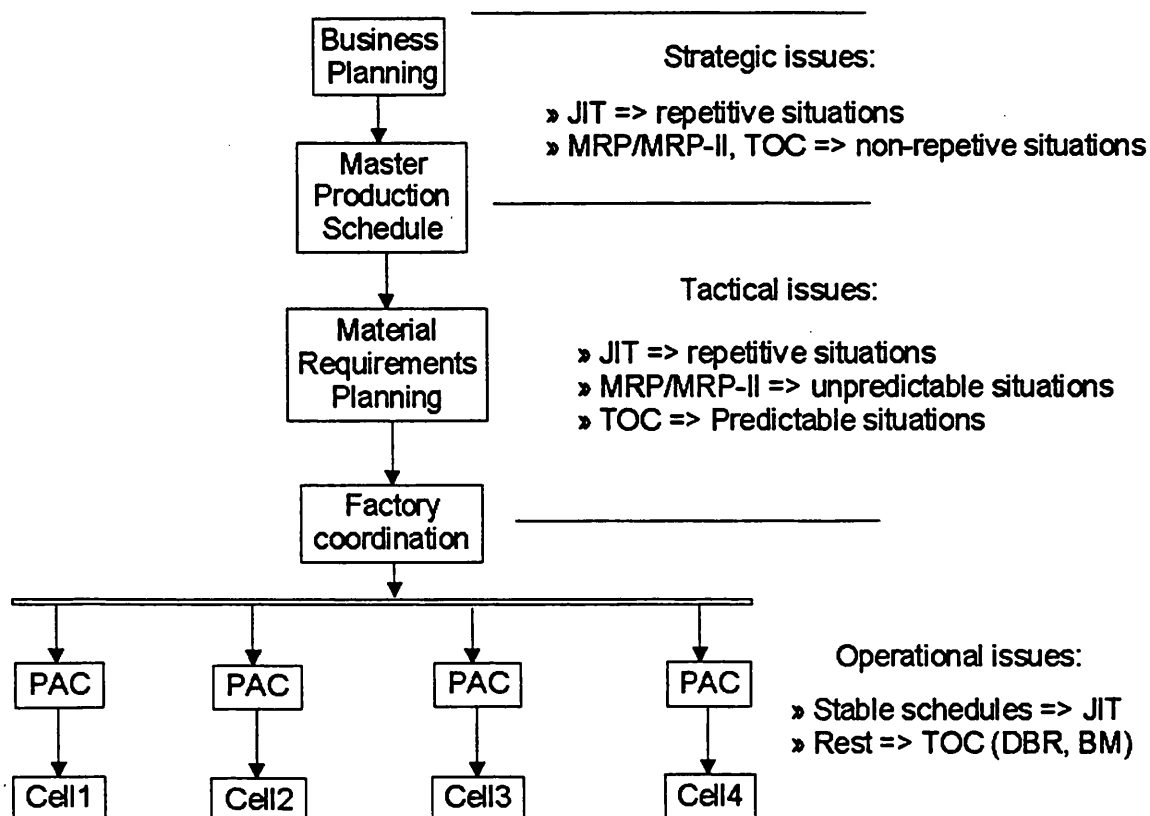 Business
Planning
Strategic issues:
» JIT => repetitive situations
» MRP/MRP-II, TOC => non-repetive situations
Master
Production
Schedule
Tactical issues:
Material
Requirements
Planning
» JIT => repetitive situations
» MRP/MRP-II => unpredictable situations
» TOC => Predictable situations
Factory
coordination
PAC
PAC
PAC
PAC
Operational issues:
» Stable schedules => JIT
» Rest => TOC (DBR, BM)
Cell1
Cell2
Cell3
Cell4